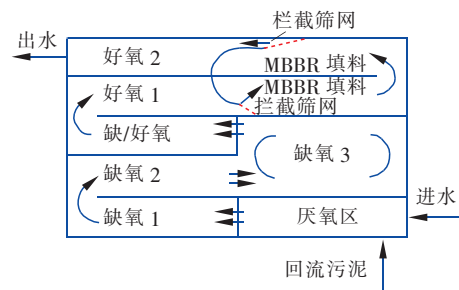 栏截筛网
出水
好氧 2
MBBR 填料
MBBR 填料
好氧 1
拦截筛网
缺/好氧
缺氧 3
缺氧 2
进水
缺氧 1
厌氧区
回流污泥